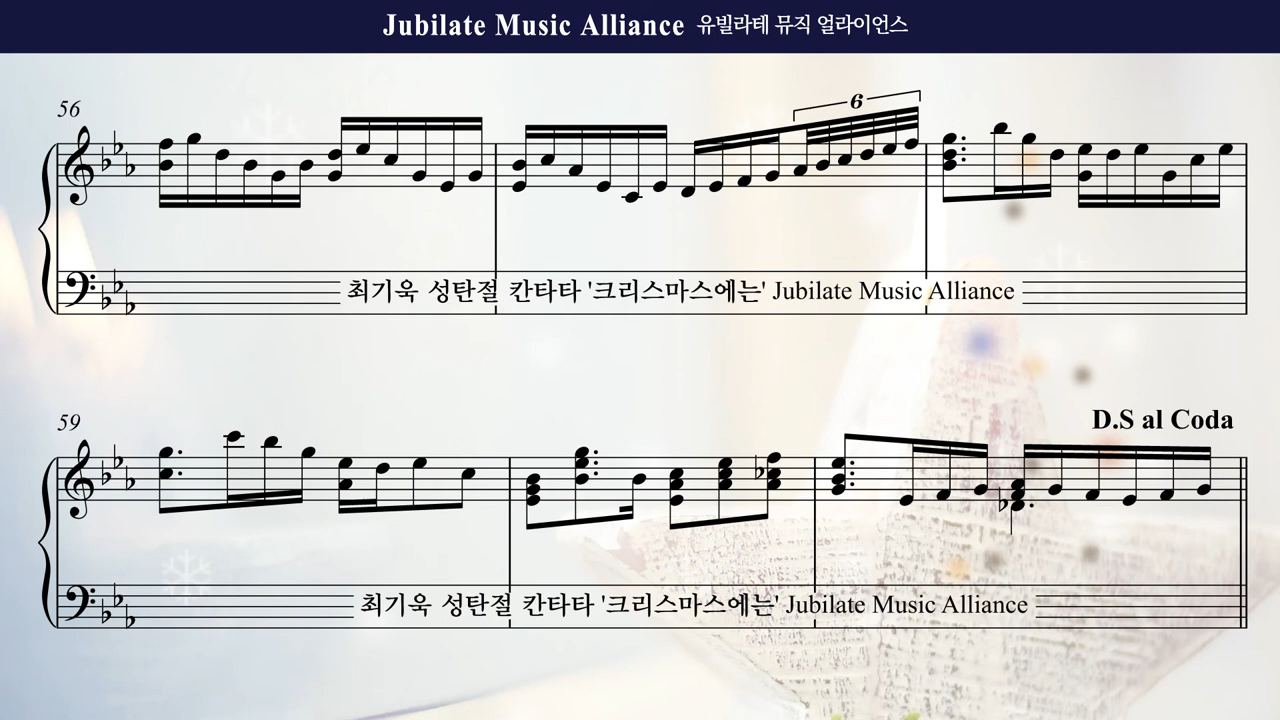 Jubilate Music Alliance 유빌라테 뮤직 얼라이언스
56
6
최기욱 성탄절 칸타타 '크리스마스에는' Jubilate Music Alliance
59
D.S al Coda
최기욱 성탄절 칸타타 '크리스마스에는' Jubilate Music Alliance